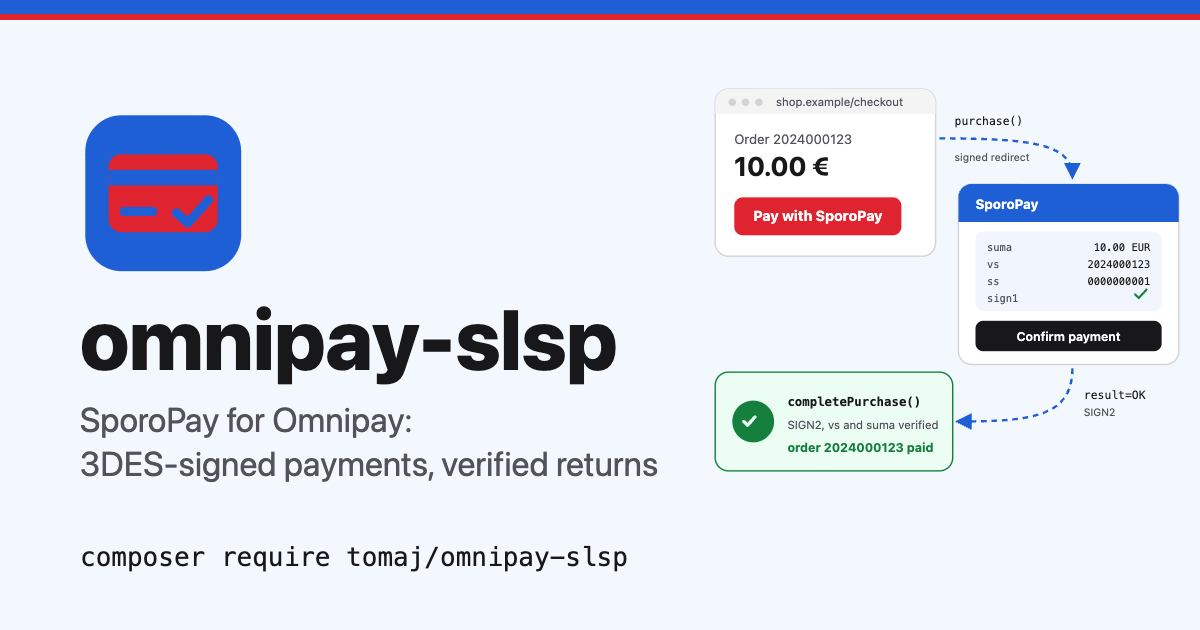 omnipay-slsp
SporoPay for Omnipay:
3DES-signed payments, verified returns
composer require tomaj/omnipay-slsp
shop.example/checkout
Order 2024000123
10.00 €
Pay with SporoPay
purchase()
signed redirect
SporoPay
suma 10.00 EUR
vs 2024000123
ss 0000000001
sign1
Confirm payment
result=OK
SIGN2
completePurchase()
SIGN2, vs and suma verified
order 2024000123 paid